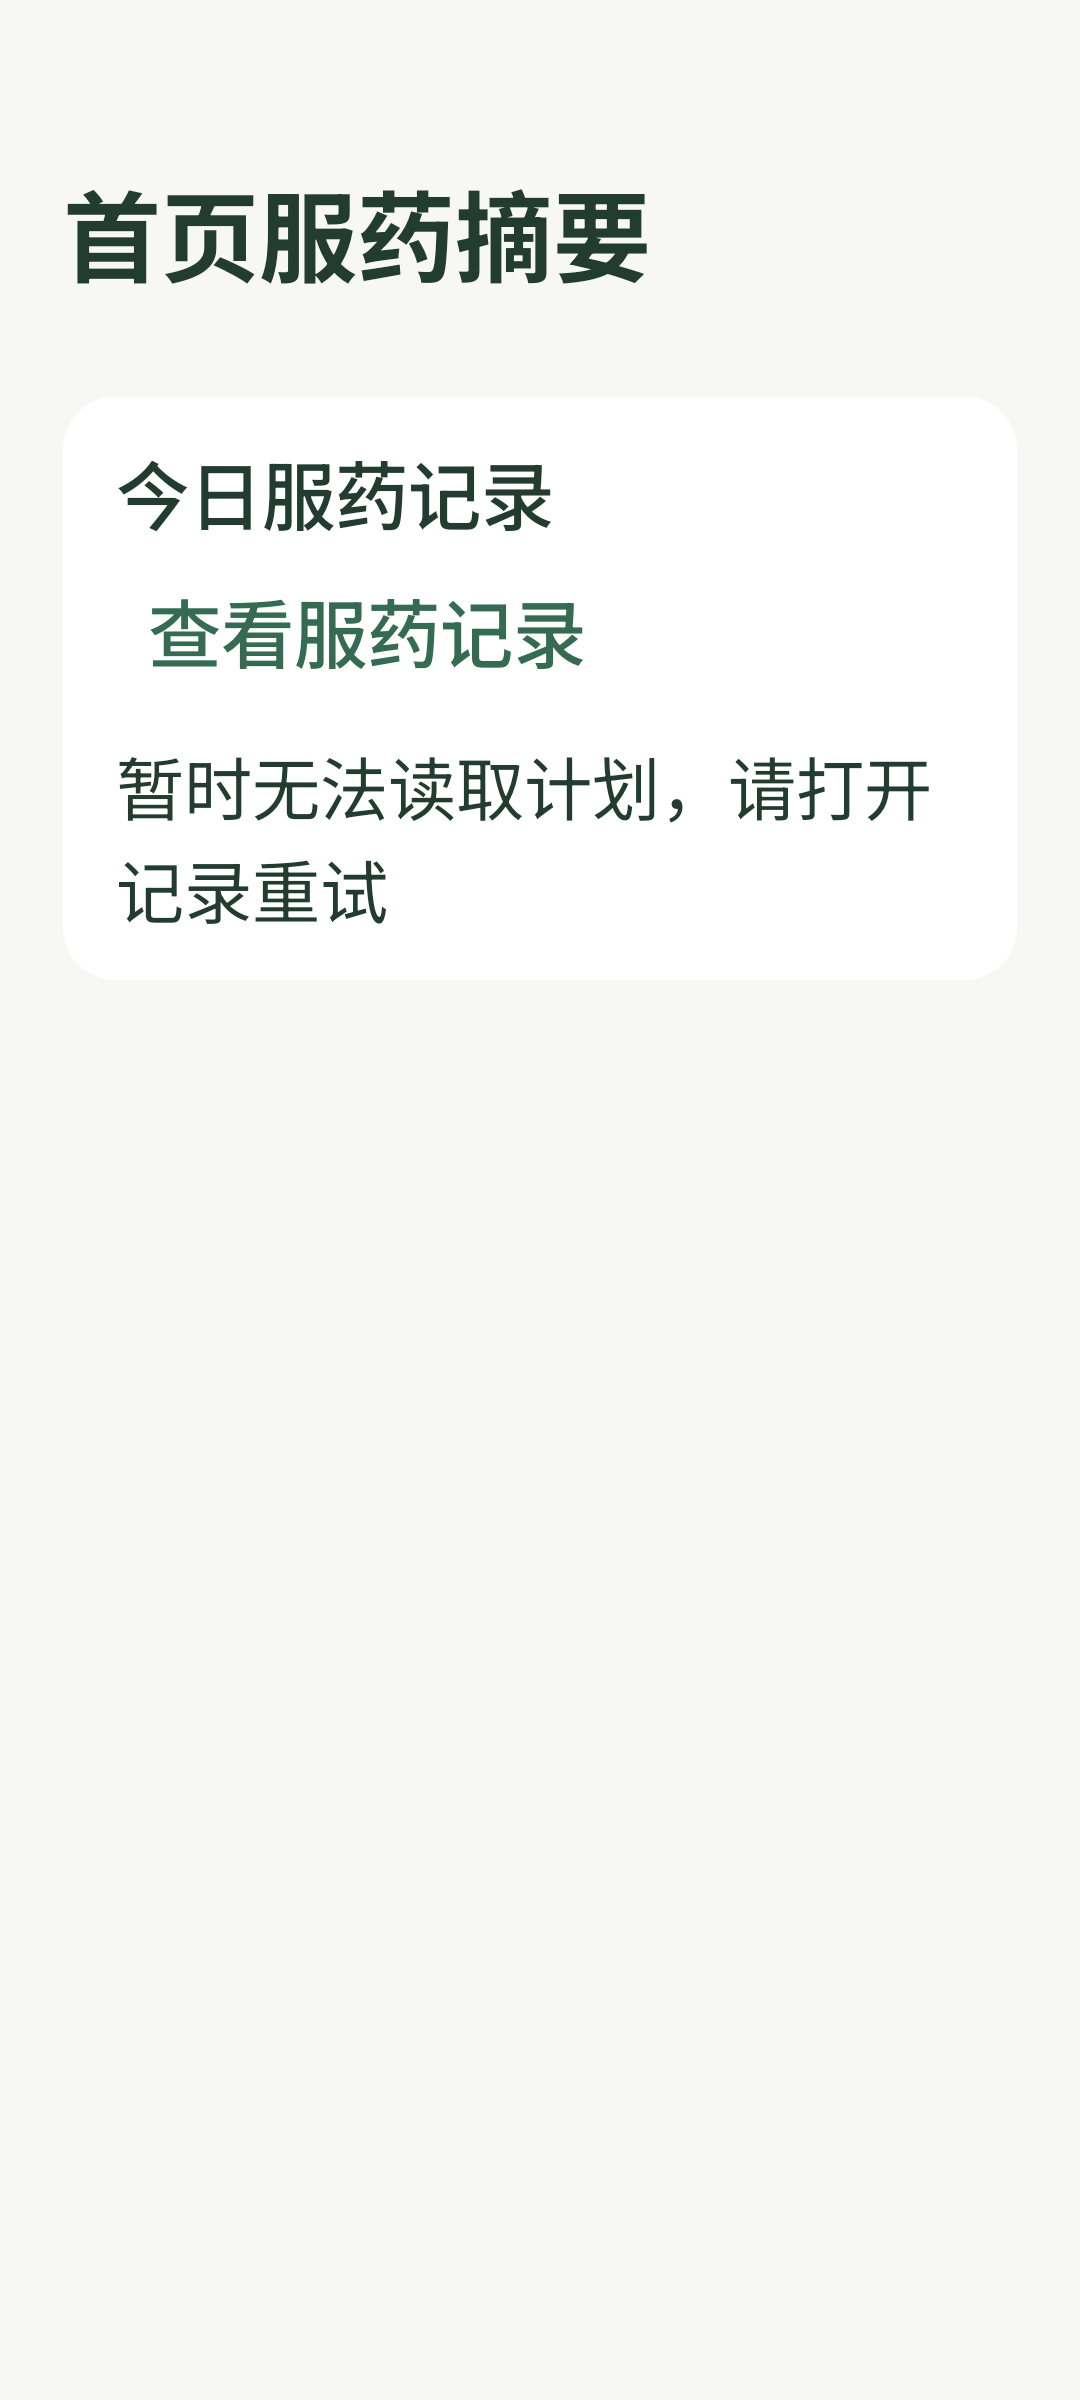 首页服药摘要
今日服药记录
查看服药记录
暂时无法读取计划，请打开
记录重试